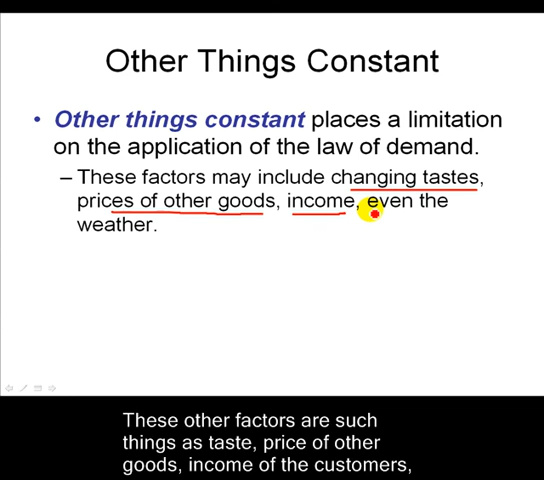 Other Things Constant
• Other things constant places a limitation
on the application of the law of demand.
– These factors may include changing tastes,
prices of other goods, income, even the
weather.
These other factors are such
things as taste, price of other
goods, income of the customers,